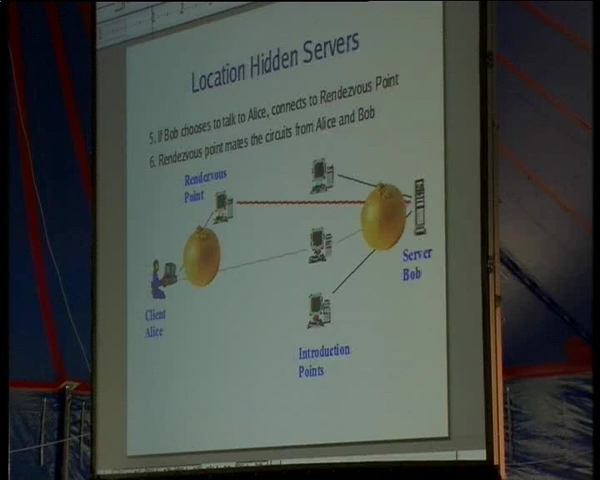 Location Hidden Servers
5. If Bob chooses to talk to Alice, connects to Rendezvous Point
6. Rendezvous point mates the circuits from Alice and Bob
Rendezvous
Point
Server
Bob
Client
Alice
Introduction
Points